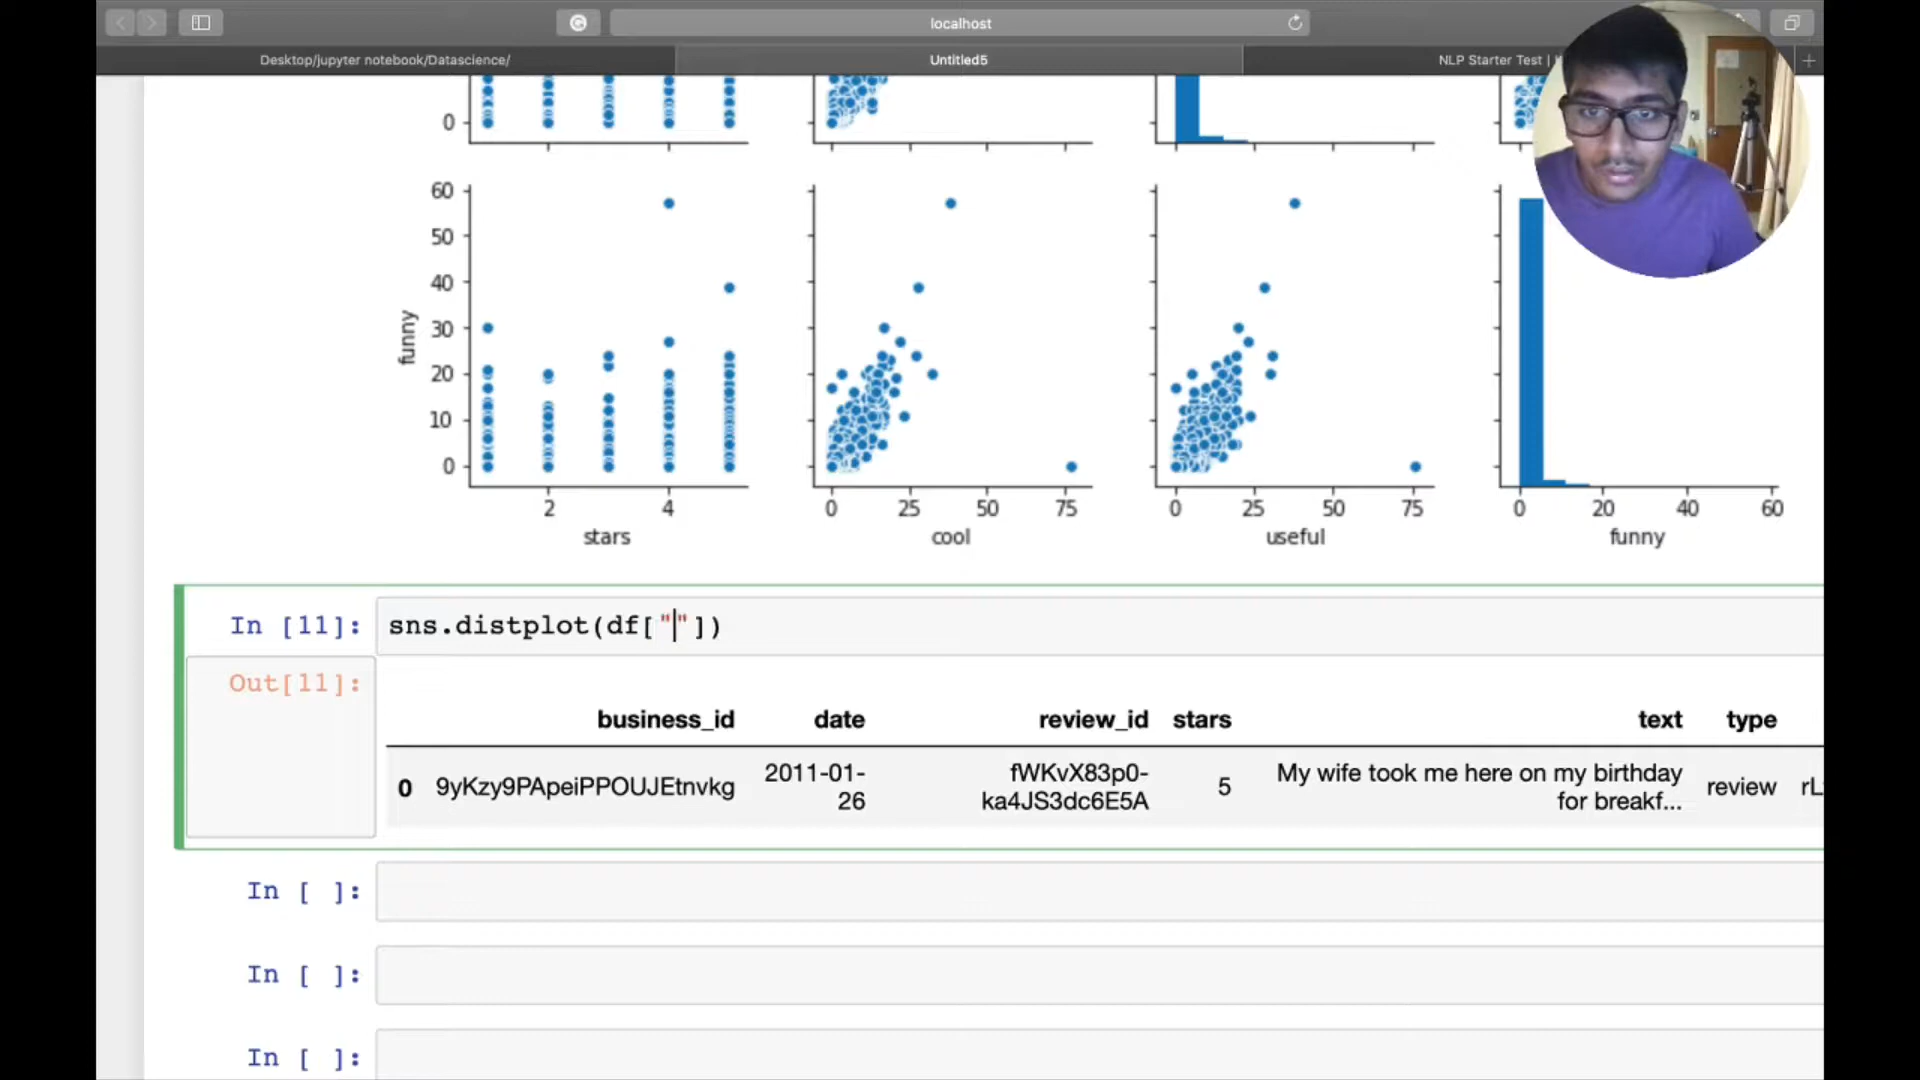 localhost
Desktop/jupyter notebook/Datascience/
Untitled5
NLP Starter Test |
0
60
50
40
30
20
10
0
funny
2 4
0 25 50 75
0 25 50 75
0 20 40 60
stars
cool
useful
funny
In [11]: sns.distplot(df[""])
Out[11]:
business_id date review_id stars text type
0 9yKzy9PApeiPPOUJEtnvkg 2011-01-26 fWKvX83p0-ka4JS3dc6E5A 5 My wife took me here on my birthday for breakf... review rL
In [ ]:
In [ ]:
In [ ]: